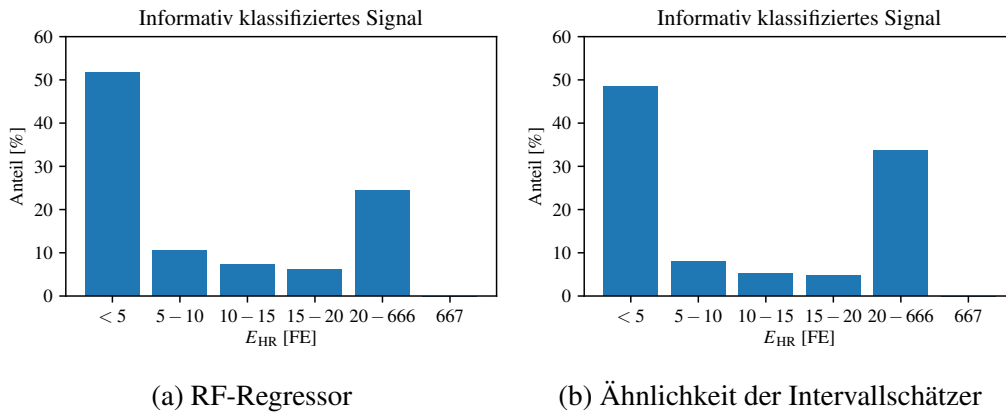 Informativ klassifiziertes Signal
60
50
40
30
20
10
0
Anteil [%]
< 5
5 − 10
10 − 15
15 − 20
20 − 666
667
E_HR [FE]
(a) RF-Regressor
Informativ klassifiziertes Signal
60
50
40
30
20
10
0
Anteil [%]
< 5
5 − 10
10 − 15
15 − 20
20 − 666
667
E_HR [FE]
(b) Ähnlichkeit der Intervallschätzer